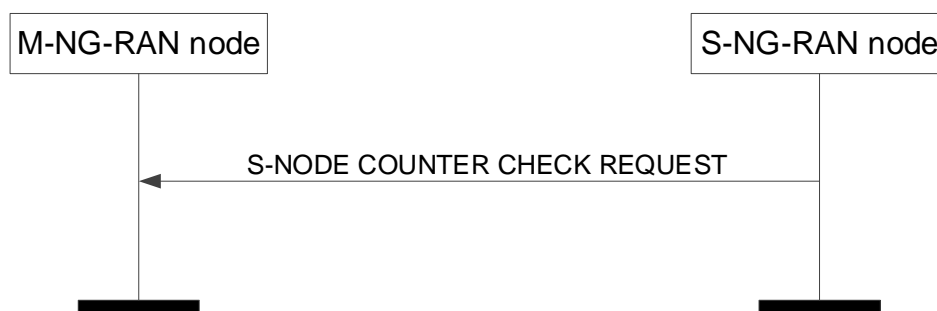 M-NG-RAN node
S-NG-RAN node
S-NODE COUNTER CHECK REQUEST